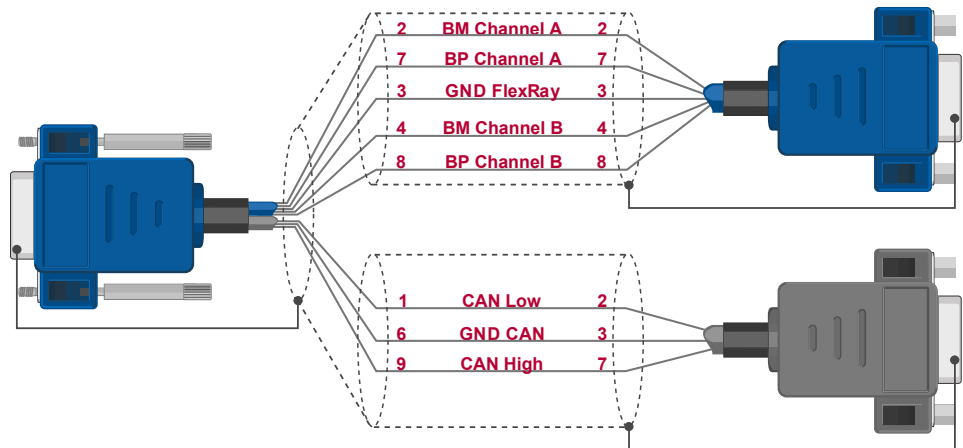 2 BM Channel A 2
7 BP Channel A 7
3 GND FlexRay 3
4 BM Channel B 4
8 BP Channel B 8
1 CAN Low 2
6 GND CAN 3
9 CAN High 7